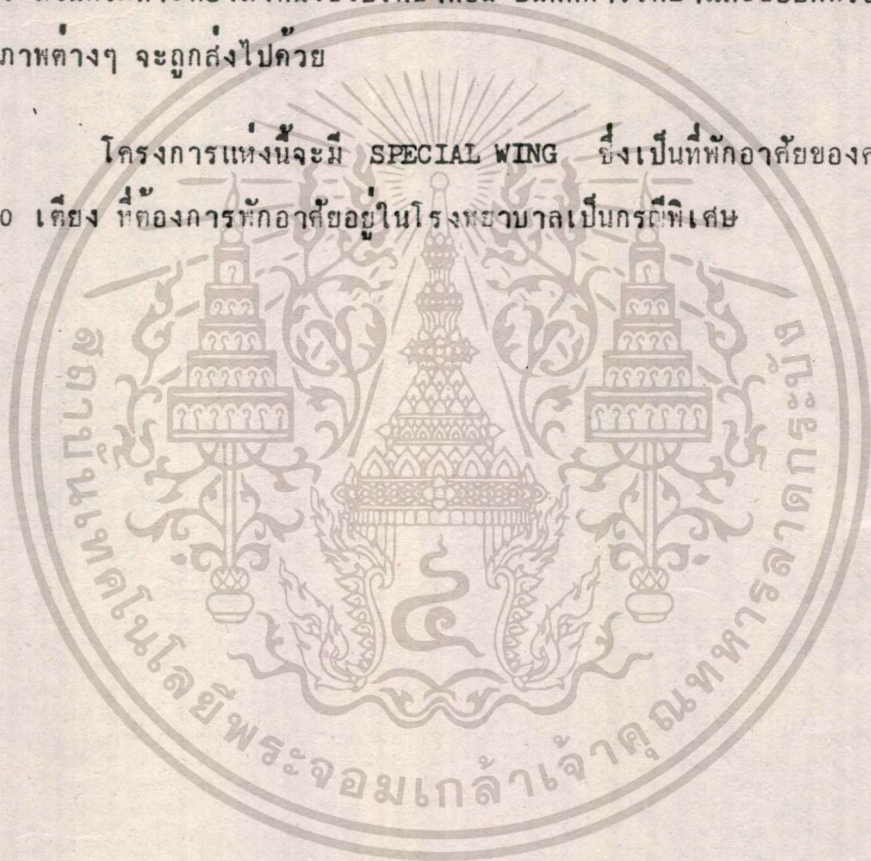 ภาพต่างๆ จะถูกส่งไปด้วย
โครงการแห่งนี้จะมี SPECIAL WING ซึ่งเป็นที่พักอาศัยของ
เตียง ที่ต้องการพักอาศัยอยู่ในโรงพยาบาลเป็นกรณีพิเศษ
สถาบันเทคโนโลยีพระจอมเกล้าเจ้าคุณทหารลาดกระบัง